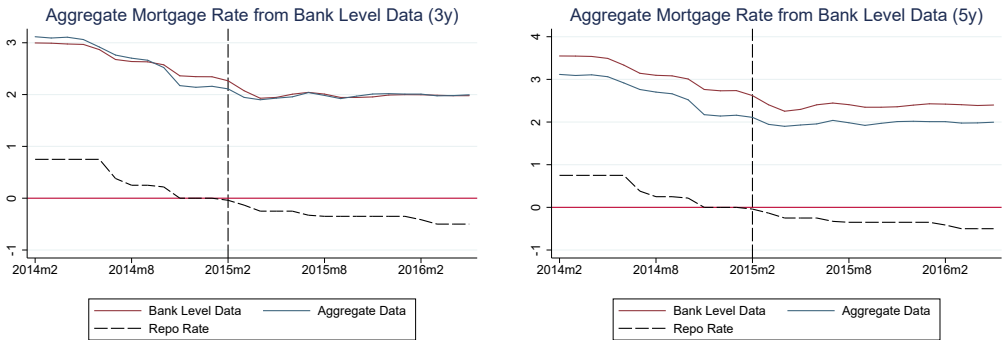 Aggregate Mortgage Rate from Bank Level Data (3y)
3
2
1
0
-1
2014m2 2014m8 2015m2 2015m8 2016m2
Bank Level Data Aggregate Data
Repo Rate
Aggregate Mortgage Rate from Bank Level Data (5y)
4
3
2
1
0
-1
2014m2 2014m8 2015m2 2015m8 2016m2
Bank Level Data Aggregate Data
Repo Rate